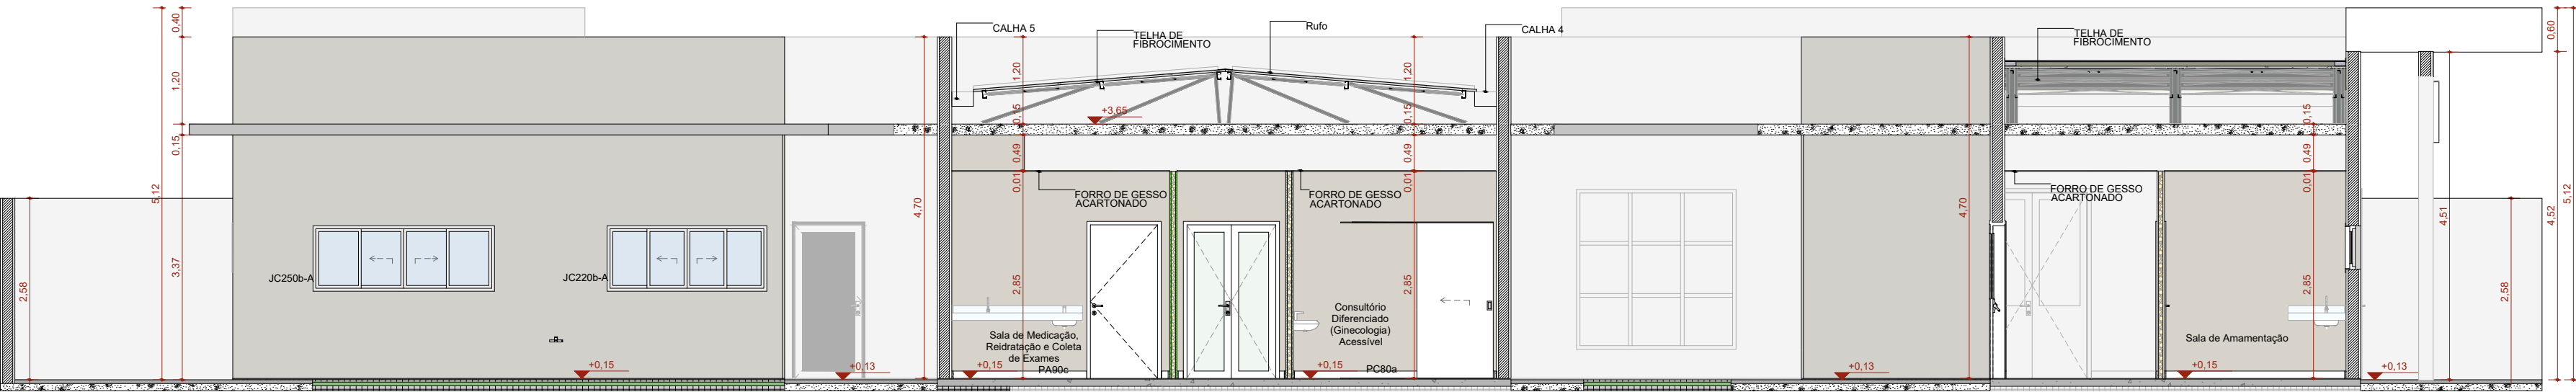 0,40
1,20
0,15
5,12
3,37
2,58
JC250b-A
JC220b-A
+0,15
+0,13
4,70
CALHA 5
TELHA DE
FIBROCIMENTO
Rufo
CALHA 4
1,20
0,15
+3,65
1,20
0,15
0,49
0,01
0,49
0,01
FORRO DE GESSO
ACARTONADO
FORRO DE GESSO
ACARTONADO
2,85
2,85
Sala de Medicação,
Reidratação e Coleta
de Exames
PA90c
+0,15
Consultório
Diferenciado
(Ginecologia)
Acessível
PC80a
+0,15
4,70
+0,13
TELHA DE
FIBROCIMENTO
0,15
0,49
0,01
FORRO DE GESSO
ACARTONADO
2,85
Sala de Amamentação
+0,15
+0,13
4,51
2,58
0,60
4,52
5,12